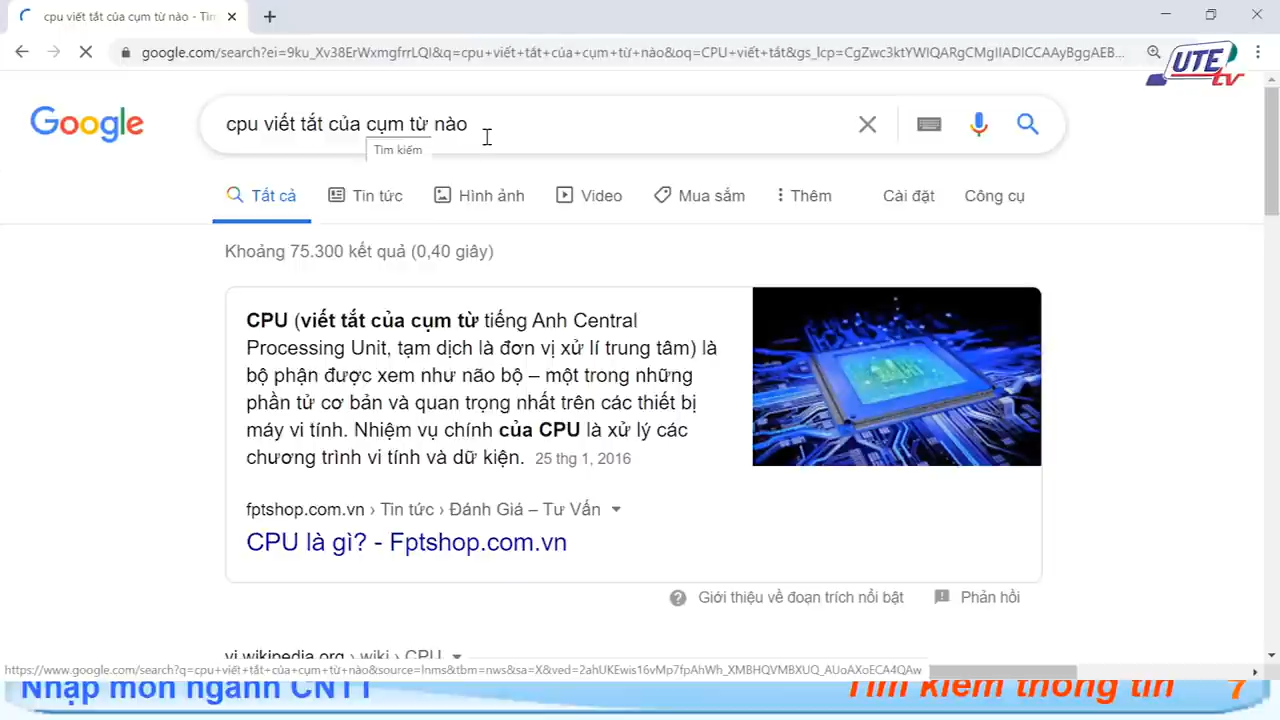 cpu viết tắt của cụm từ nào - Tìn
google.com/search?ei=9ku_Xv38ErWxmgfrrLQI&q=cpu+viết+tắt+của+cụm+từ+nào&oq=CPU+viết+tắt&gs_lcp=CgZwc3ktYWIQARgCMgIIADICCAAyBggAEB...
UTE tv
Google
cpu viết tắt của cụm từ nào
Tìm kiếm
Tất cả Tin tức Hình ảnh Video Mua sắm Thêm Cài đặt Công cụ
Khoảng 75.300 kết quả (0,40 giây)
CPU (viết tắt của cụm từ tiếng Anh Central
Processing Unit, tạm dịch là đơn vị xử lí trung tâm) là
bộ phận được xem như não bộ – một trong những
phần tử cơ bản và quan trọng nhất trên các thiết bị
máy vi tính. Nhiệm vụ chính của CPU là xử lý các
chương trình vi tính và dữ kiện. 25 thg 1, 2016
fptshop.com.vn › Tin tức › Đánh Giá – Tư Vấn
CPU là gì? - Fptshop.com.vn
Giới thiệu về đoạn trích nổi bật Phản hồi
vi.wikipedia.org › wiki › CPU
https://www.google.com/search?q=cpu+viết+tắt+của+cụm+từ+nào&source=lnms&tbm=nws&sa=X&ved=2ahUKEwis16vMp7fpAhWh_XMBHQVMBXUQ_AUoAXoECA4QAw
Nhập môn ngành CNTT Tìm kiếm thông tin 7